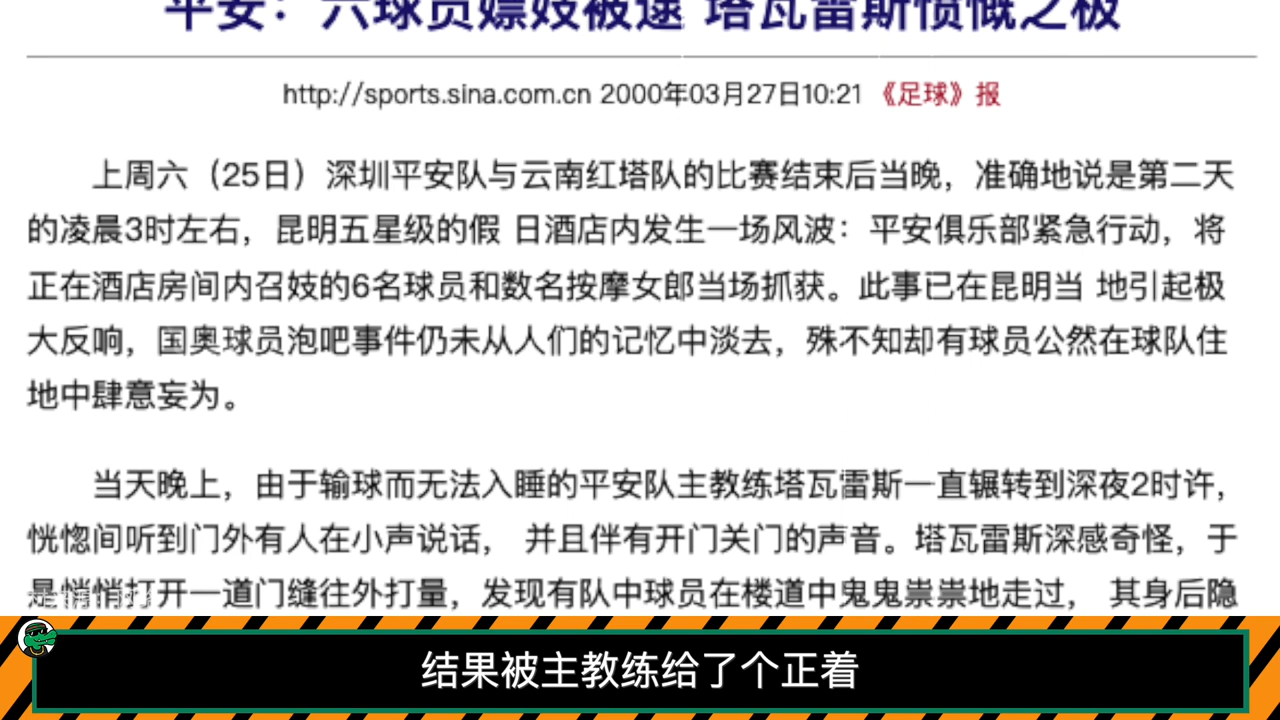 平安：六球员嫖妓被逮 塔瓦雷斯愤慨之极
http://sports.sina.com.cn 2000年03月27日10:21 《足球》报
上周六（25日）深圳平安队与云南红塔队的比赛结束后当晚，准确地说是第二天
的凌晨3时左右，昆明五星级的假 日酒店内发生一场风波：平安俱乐部紧急行动，将
正在酒店房间内召妓的6名球员和数名按摩女郎当场抓获。此事已在昆明当 地引起极
大反响，国奥球员泡吧事件仍未从人们的记忆中淡去，殊不知却有球员公然在球队住
地中肆意妄为。
当天晚上，由于输球而无法入睡的平安队主教练塔瓦雷斯一直辗转到深夜2时许，
恍惚间听到门外有人在小声说话， 并且伴有开门关门的声音。塔瓦雷斯深感奇怪，于
是悄悄打开一道门缝往外打量，发现有队中球员在楼道中鬼鬼祟祟地走过， 其身后隐
结果被主教练给了个正着